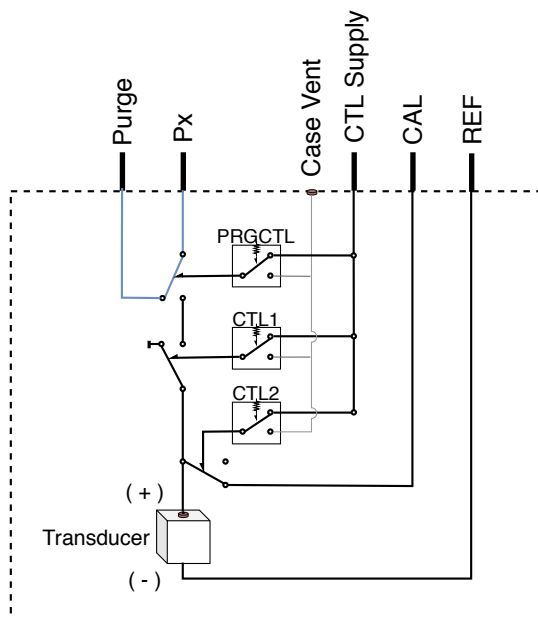 Purge
Px
Case Vent
CTL Supply
CAL
REF
PRGCTL
CTL1
CTL2
(+)
Transducer
(-)